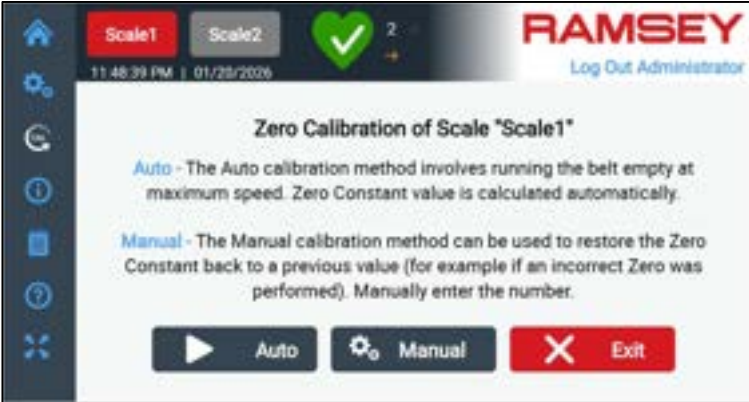 Scale1
Scale2
2
RAMSEY
11:48:39 PM | 01/20/2026
Log Out Administrator
Zero Calibration of Scale "Scale1"
Auto - The Auto calibration method involves running the belt empty at
maximum speed. Zero Constant value is calculated automatically.
Manual - The Manual calibration method can be used to restore the Zero
Constant back to a previous value (for example if an incorrect Zero was
performed). Manually enter the number.
Auto
Manual
Exit